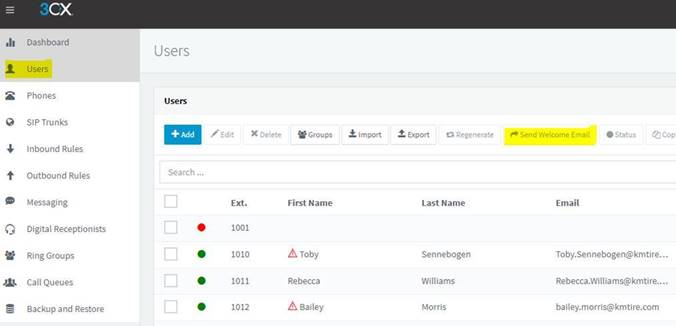 3CX
Dashboard
Users
Phones
SIP Trunks
Inbound Rules
Outbound Rules
Messaging
Digital Receptionists
Ring Groups
Call Queues
Backup and Restore
Users
Users
Add Edit Delete Groups Import Export Regenerate Send Welcome Email Status Cop
Search ...
Ext. First Name Last Name Email
1001
1010 Toby Sennebogen Toby.Sennebogen@kmtire....
1011 Rebecca Williams Rebecca.Williams@kmtire....
1012 Bailey Morris bailey.morris@kmtire.com